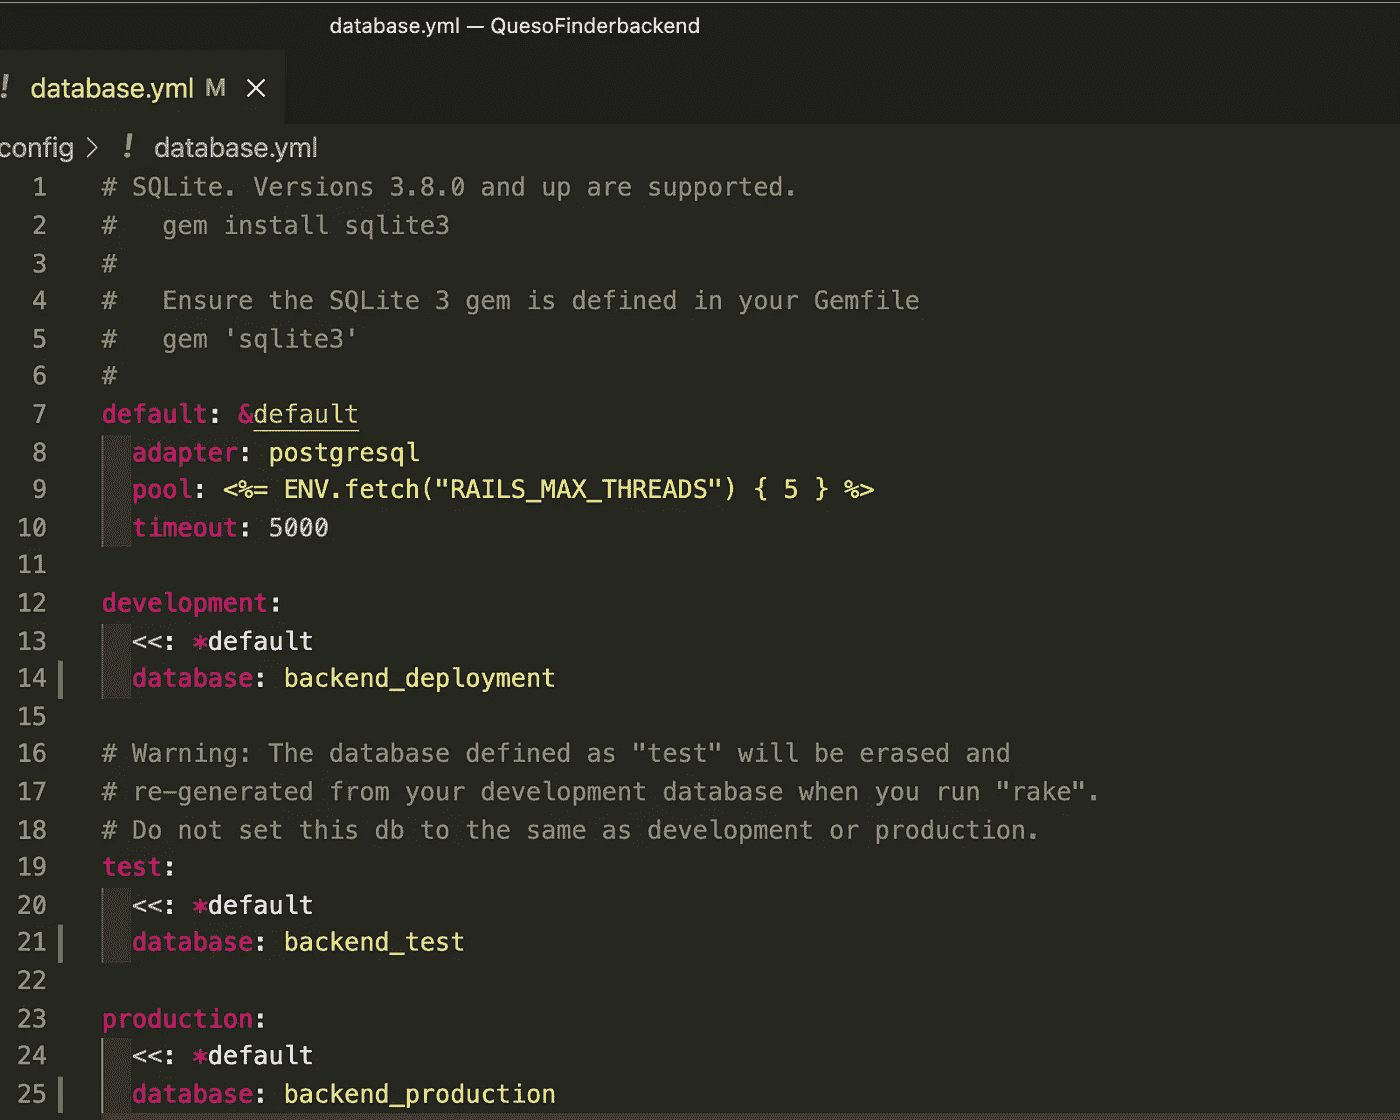 database.yml — QuesoFinderbackend
! database.yml M ×
config > ! database.yml
1 # SQLite. Versions 3.8.0 and up are supported.
2 #   gem install sqlite3
3 #
4 #   Ensure the SQLite 3 gem is defined in your Gemfile
5 #   gem 'sqlite3'
6 #
7 default: &default
8   adapter: postgresql
9   pool: <%= ENV.fetch("RAILS_MAX_THREADS") { 5 } %>
10   timeout: 5000
11
12 development:
13   <<: *default
14   database: backend_deployment
15
16 # Warning: The database defined as "test" will be erased and
17 # re-generated from your development database when you run "rake".
18 # Do not set this db to the same as development or production.
19 test:
20   <<: *default
21   database: backend_test
22
23 production:
24   <<: *default
25   database: backend_production